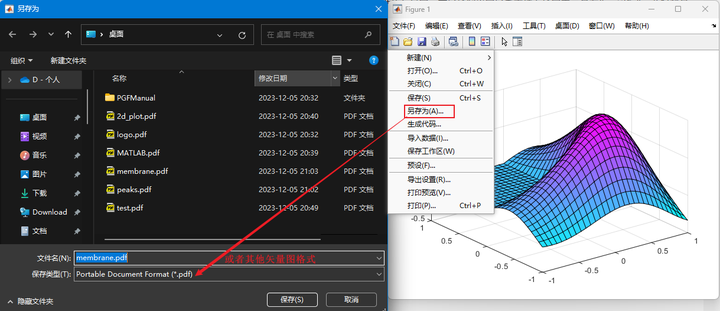 另存为
桌面
在 桌面 中搜索
组织
新建文件夹
D - 个人
桌面
视频
音乐
图片
下载
Download
文档
名称 修改日期 类型
PGFManual 2023-12-05 20:32 文件夹
2d_plot.pdf 2023-12-05 20:40 PDF 文档
logo.pdf 2023-12-05 20:32 PDF 文档
MATLAB.pdf 2023-12-05 20:39 PDF 文档
membrane.pdf 2023-12-05 21:03 PDF 文档
peaks.pdf 2023-12-05 21:02 PDF 文档
test.pdf 2023-12-05 20:49 PDF 文档
文件名(N): membrane.pdf
或者其他矢量图格式
保存类型(T): Portable Document Format (*.pdf)
隐藏文件夹
保存(S)
取消
Figure 1
文件(F) 编辑(E) 查看(V) 插入(I) 工具(T) 桌面(D) 窗口(W) 帮助(H)
新建(N)
打开(O)... Ctrl+O
关闭(C) Ctrl+W
保存(S) Ctrl+S
另存为(A)...
生成代码...
导入数据(I)...
保存工作区(W)
预设(F)...
导出设置(R)...
打印预览(V)...
打印(P)... Ctrl+P
-0.5
1
0.5
0
-0.5
-1
-1
-0.5
0
0.5
1